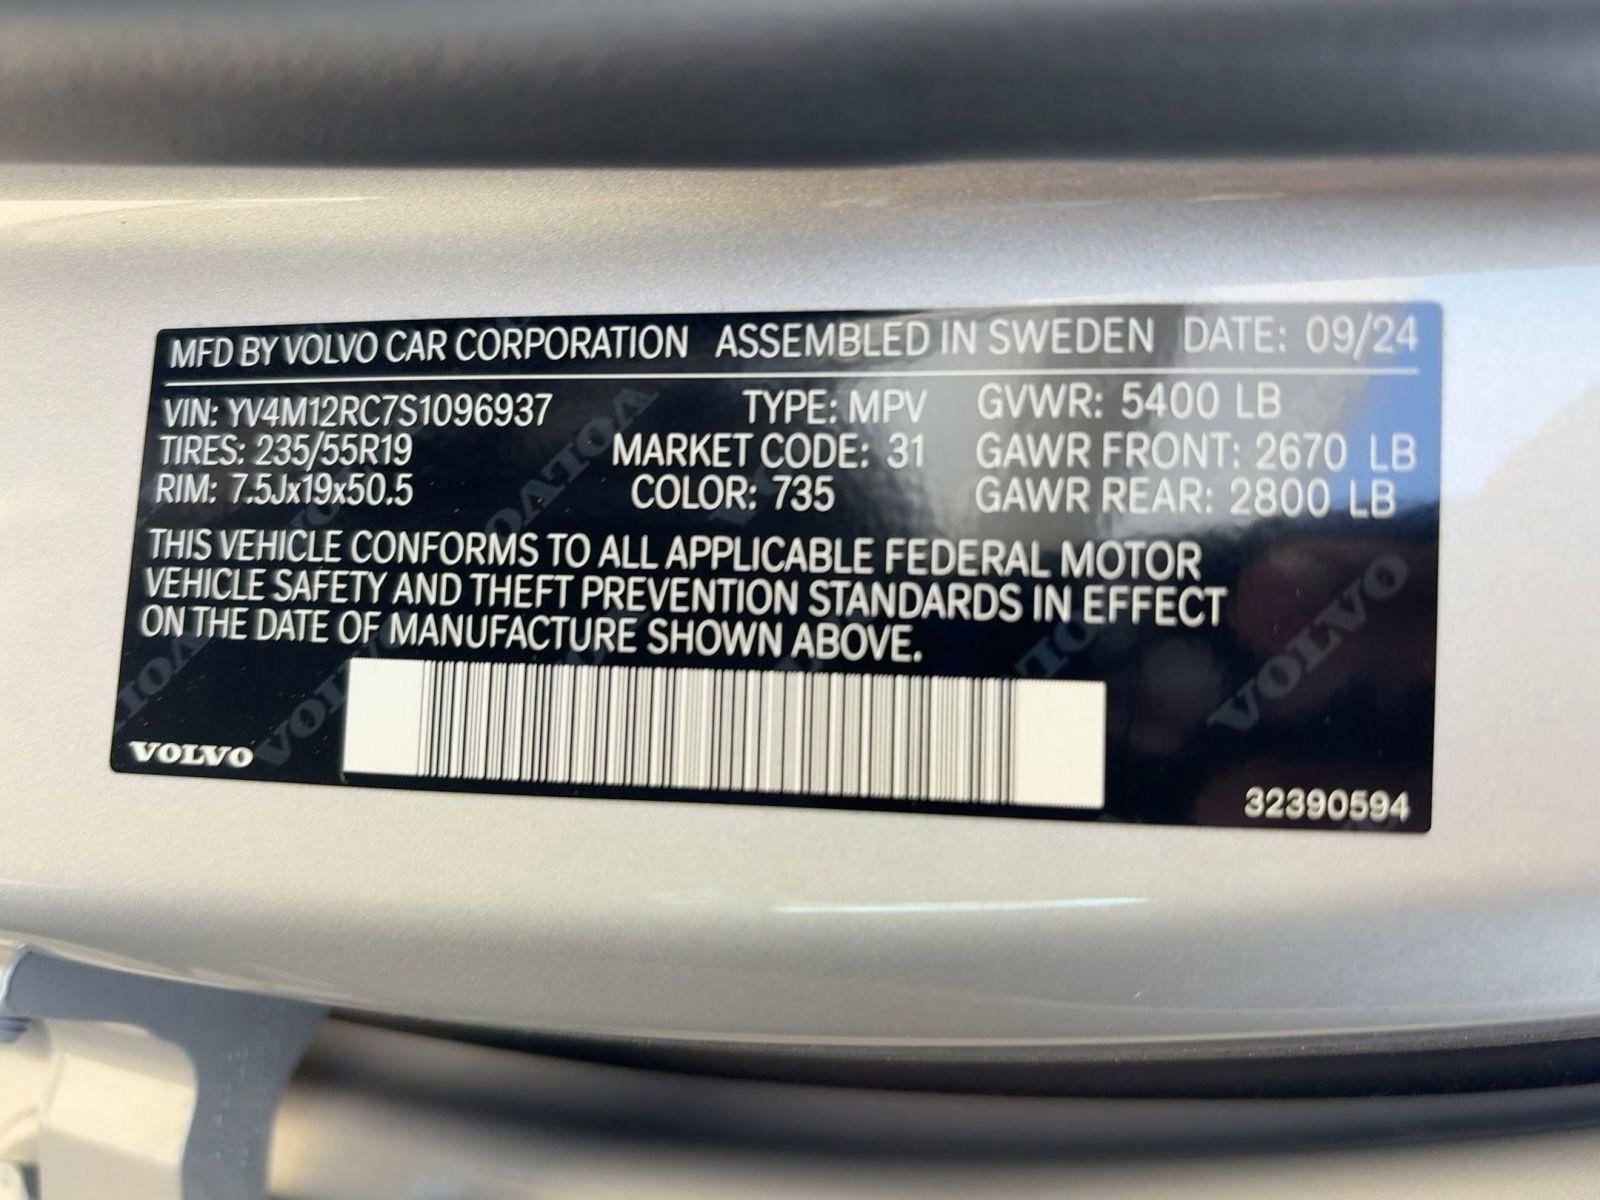 MFD BY VOLVO CAR CORPORATION ASSEMBLED IN SWEDEN DATE: 09/24
VIN: YV4M12RC7S1096937 TYPE: MPV GVWR: 5400 LB
TIRES: 235/55R19 MARKET CODE: 31 GAWR FRONT: 2670 LB
RIM: 7.5Jx19x50.5 COLOR: 735 GAWR REAR: 2800 LB
THIS VEHICLE CONFORMS TO ALL APPLICABLE FEDERAL MOTOR
VEHICLE SAFETY AND THEFT PREVENTION STANDARDS IN EFFECT
ON THE DATE OF MANUFACTURE SHOWN ABOVE.
VOLVO
32390594